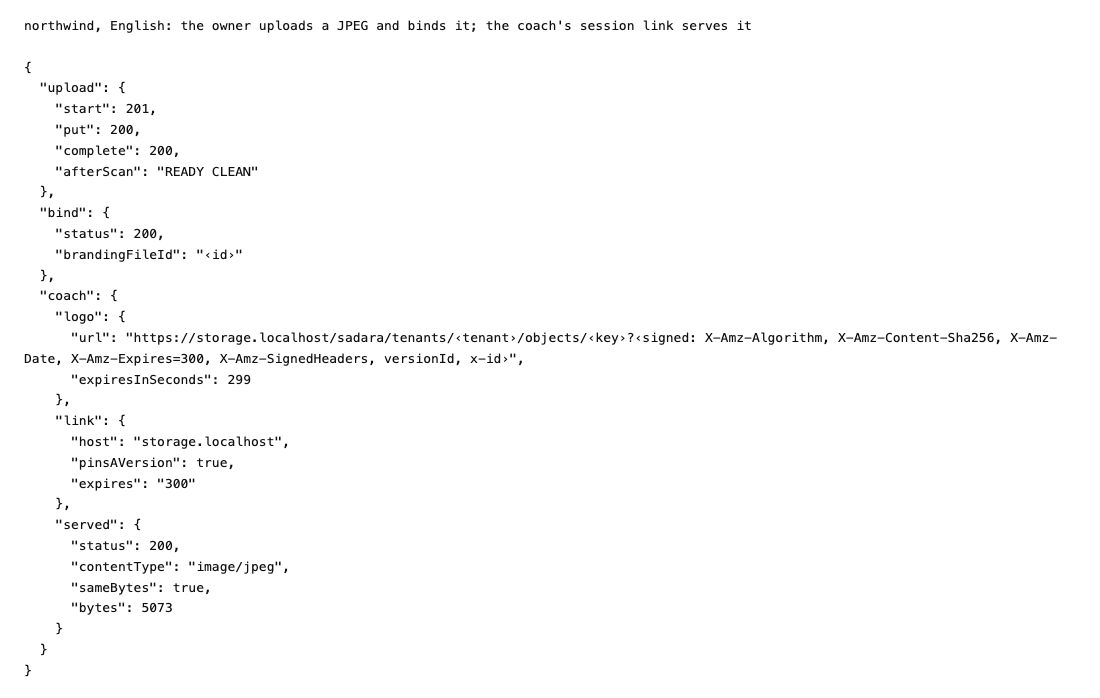 northwind, English: the owner uploads a JPEG and binds it; the coach's session link serves it
{
"upload": {
"start": 201,
"put": 200,
"complete": 200,
"afterScan": "READY CLEAN"
},
"bind": {
"status": 200,
"brandingFileId": "‹id›"
},
"coach": {
"logo": {
"url": "https://storage.localhost/sadara/tenants/‹tenant›/objects/‹key›?‹signed: X-Amz-Algorithm, X-Amz-Content-Sha256, X-Amz-
Date, X-Amz-Expires=300, X-Amz-SignedHeaders, versionId, x-id›",
"expiresInSeconds": 299
},
"link": {
"host": "storage.localhost",
"pinsAVersion": true,
"expires": "300"
},
"served": {
"status": 200,
"contentType": "image/jpeg",
"sameBytes": true,
"bytes": 5073
}
}
}